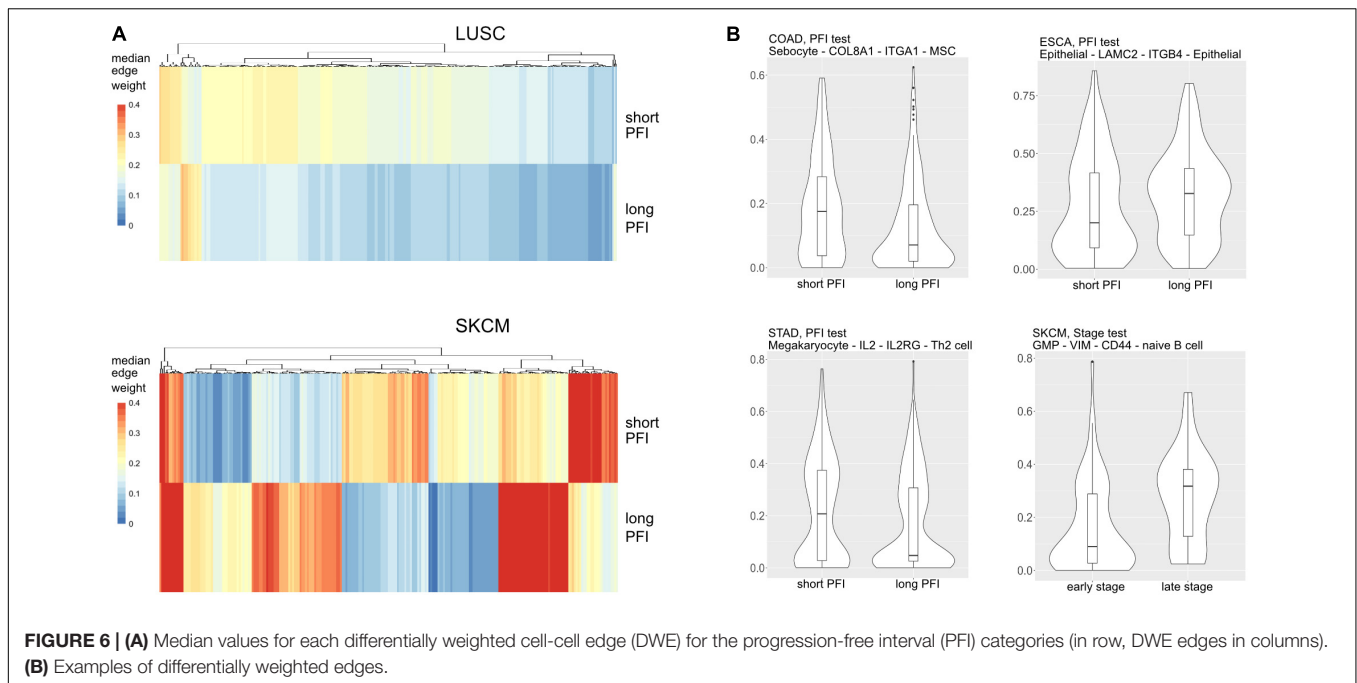 A
LUSC
median
edge
weight
0.4
0.3
0.2
0.1
0
short
PFI
long
PFI
SKCM
median
edge
weight
0.4
0.3
0.2
0.1
0
short
PFI
long
PFI
B
COAD, PFI test
Sebocyte - COL8A1 - ITGA1 - MSC
0.6
0.4
0.2
0.0
short PFI
long PFI
ESCA, PFI test
Epithelial - LAMC2 - ITGB4 - Epithelial
0.75
0.50
0.25
0.00
short PFI
long PFI
STAD, PFI test
Megakaryocyte - IL2 - IL2RG - Th2 cell
0.8
0.6
0.4
0.2
0.0
short PFI
long PFI
SKCM, Stage test
GMP - VIM - CD44 - naive B cell
0.8
0.6
0.4
0.2
0.0
early stage
late stage
FIGURE 6 | (A) Median values for each differentially weighted cell-cell edge (DWE) for the progression-free interval (PFI) categories (in row, DWE edges in columns).
(B) Examples of differentially weighted edges.